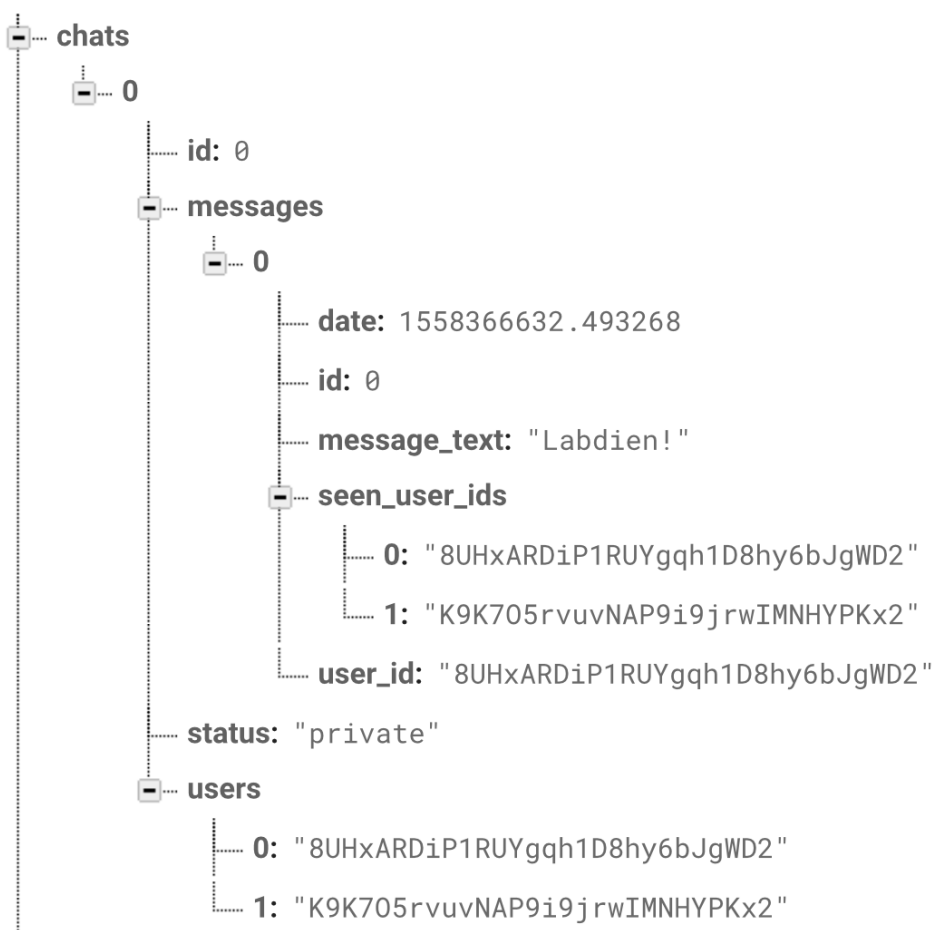 chats
0
id: 0
messages
0
date: 1558366632.493268
id: 0
message_text: "Labdien!"
seen_user_ids
0: "8UHxARDiP1RUYgqh1D8hy6bJgWD2"
1: "K9K7O5rvuvNAP9i9jrwIMNHYPKx2"
user_id: "8UHxARDiP1RUYgqh1D8hy6bJgWD2"
status: "private"
users
0: "8UHxARDiP1RUYgqh1D8hy6bJgWD2"
1: "K9K7O5rvuvNAP9i9jrwIMNHYPKx2"